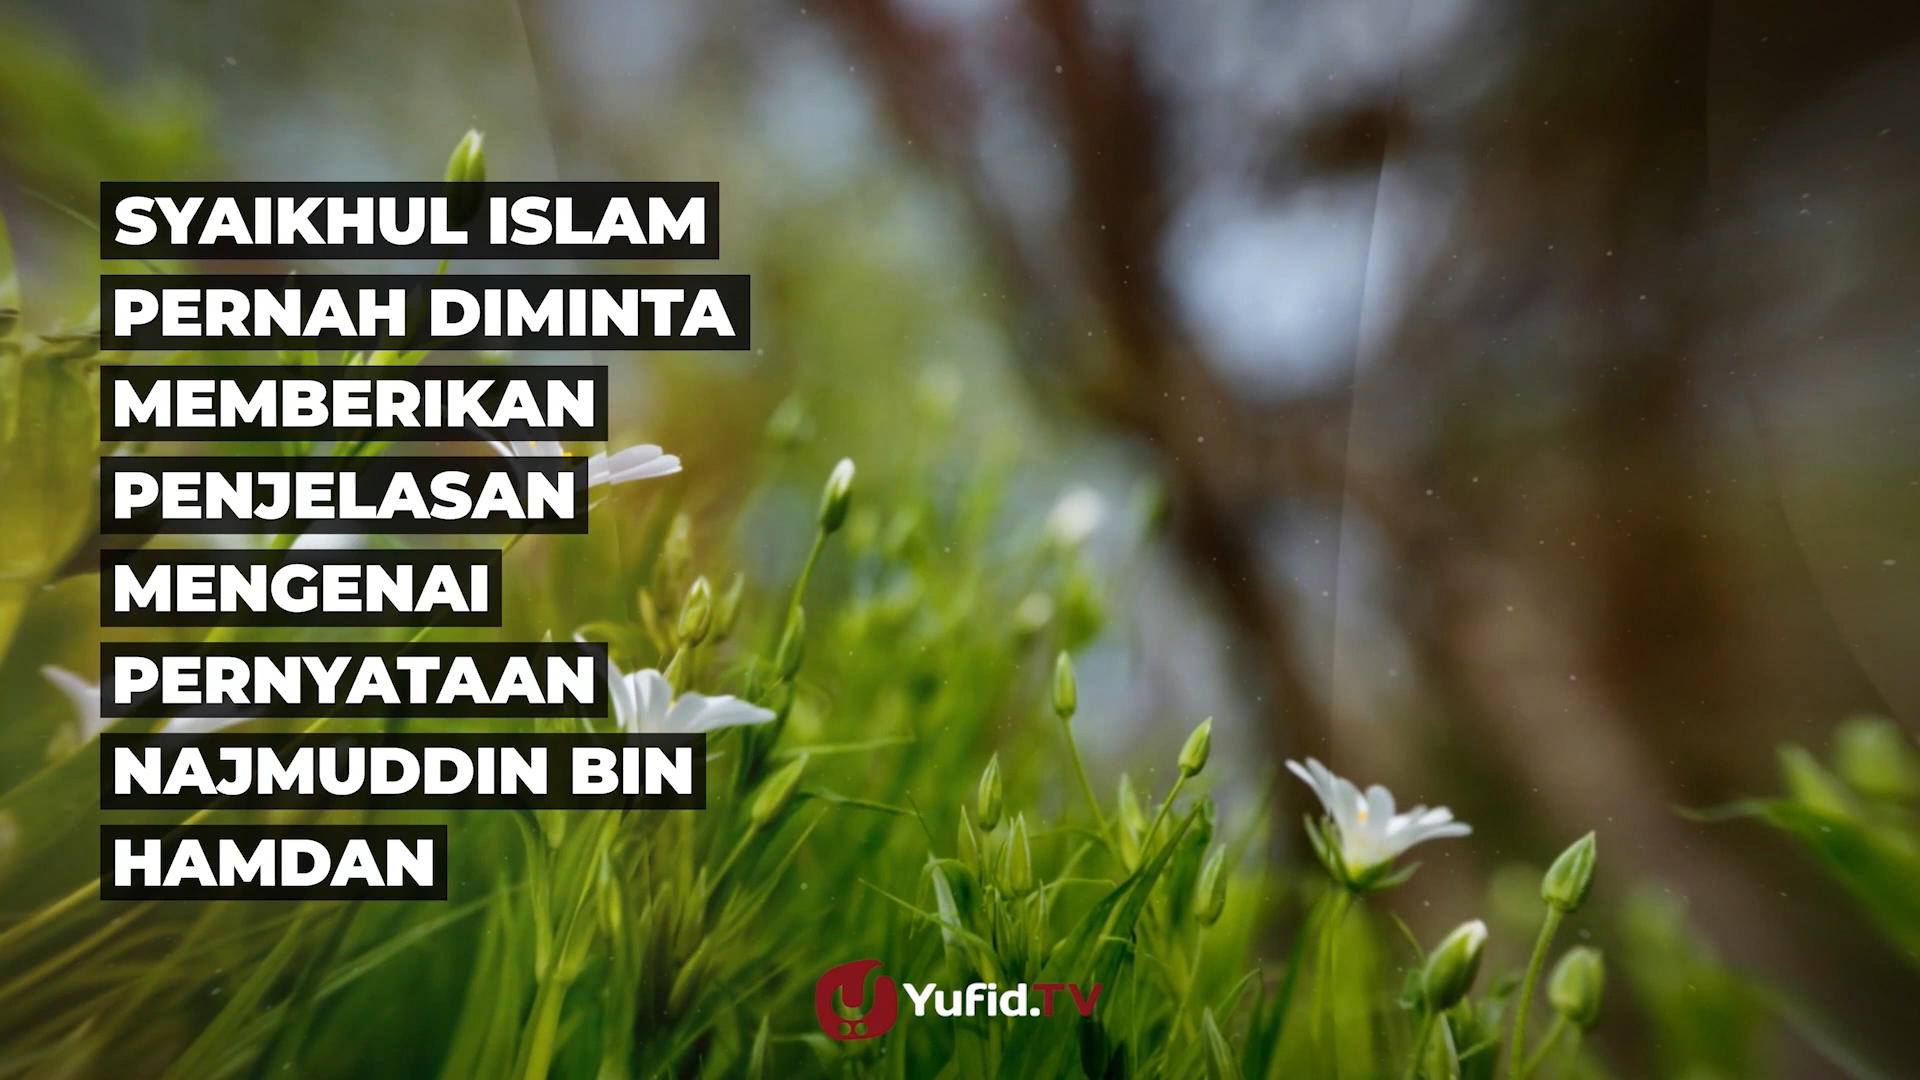 SYAIKHUL ISLAM
PERNAH DIMINTA
MEMBERIKAN
PENJELASAN
MENGENAI
PERNYATAAN
NAJMUDDIN BIN
HAMDAN
Yufid.TV